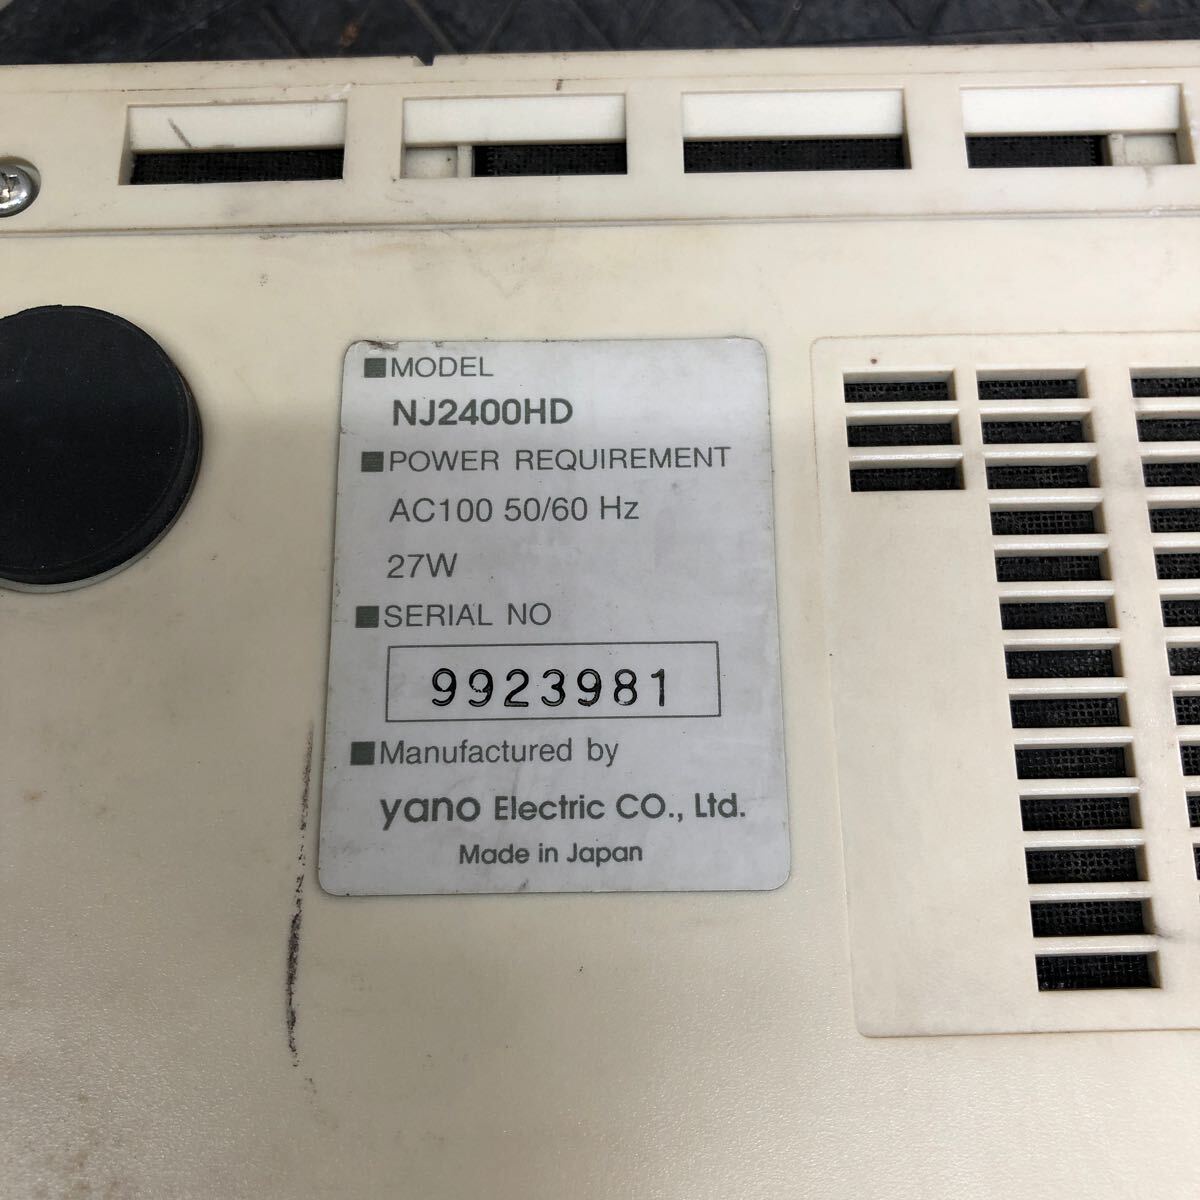 ■MODEL
NJ2400HD
■POWER REQUIREMENT
AC100 50/60 Hz
27W
■SERIAL NO
9923981
■Manufactured by
yano Electric CO., Ltd.
Made in Japan